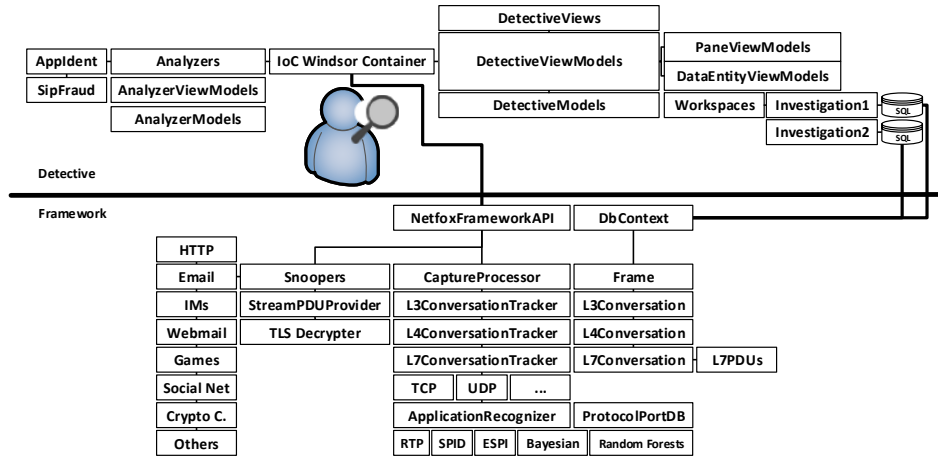 DetectiveViews
AppIdent
Analyzers
IoC Windsor Container
DetectiveViewModels
PaneViewModels
SipFraud
AnalyzerViewModels
DataEntityViewModels
AnalyzerModels
DetectiveModels
Workspaces
Investigation1
SQL
Investigation2
SQL
Detective
Framework
NetfoxFrameworkAPI
DbContext
HTTP
Email
Snoopers
CaptureProcessor
Frame
IMs
StreamPDUProvider
L3ConversationTracker
L3Conversation
Webmail
TLS Decrypter
L4ConversationTracker
L4Conversation
Games
L7ConversationTracker
L7Conversation
L7PDUs
Social Net
TCP
UDP
...
Crypto C.
ApplicationRecognizer
ProtocolPortDB
Others
RTP
SPID
ESPI
Bayesian
Random Forests